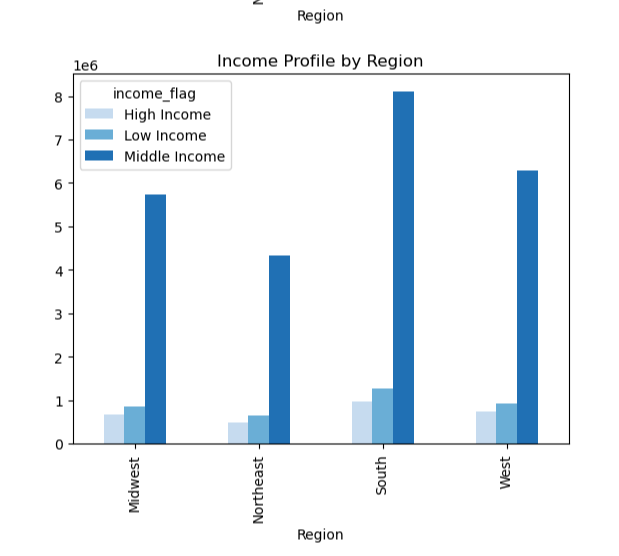 Region
Income Profile by Region
1e6
income_flag
High Income
Low Income
Middle Income
8
7
6
5
4
3
2
1
0
Midwest
Northeast
South
West
Region